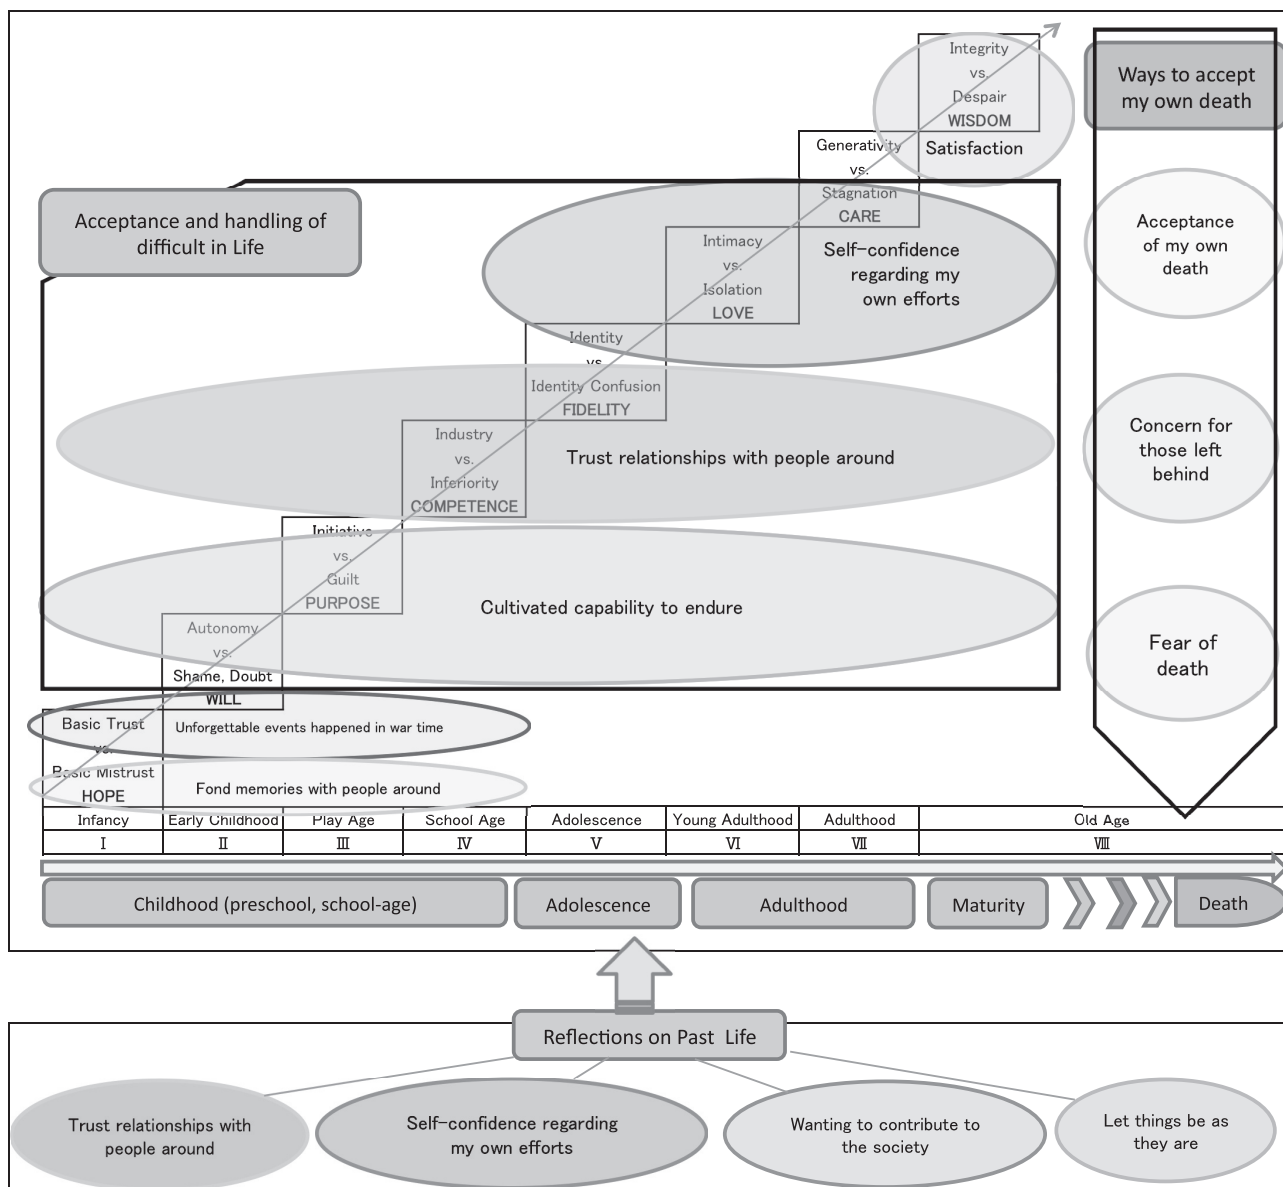 Integrity
vs.
Despair
WISDOM
Satisfaction
Ways to accept
my own death
Generativity
vs.
Stagnation
CARE
Acceptance and handling of
difficult in Life
Intimacy
vs.
Isolation
LOVE
Self-confidence
regarding my
own efforts
Acceptance
of my own
death
Identity
vs
Identity Confusion
FIDELITY
Industry
vs.
Inferiority
COMPETENCE
Trust relationships with people around
Concern for
those left
behind
Initiative
vs.
Guilt
PURPOSE
Cultivated capability to endure
Autonomy
vs.
Shame, Doubt
WILL
Fear of
death
Basic Trust
vs.
Basic Mistrust
HOPE
Unforgettable events happened in war time
Fond memories with people around
Infancy Early Childhood Play Age School Age Adolescence Young Adulthood Adulthood Old Age
Ⅰ Ⅱ Ⅲ Ⅳ Ⅴ Ⅵ Ⅶ Ⅷ
Childhood (preschool, school-age) Adolescence Adulthood Maturity Death
Reflections on Past Life
Trust relationships with
people around
Self-confidence regarding
my own efforts
Wanting to contribute to
the society
Let things be as
they are